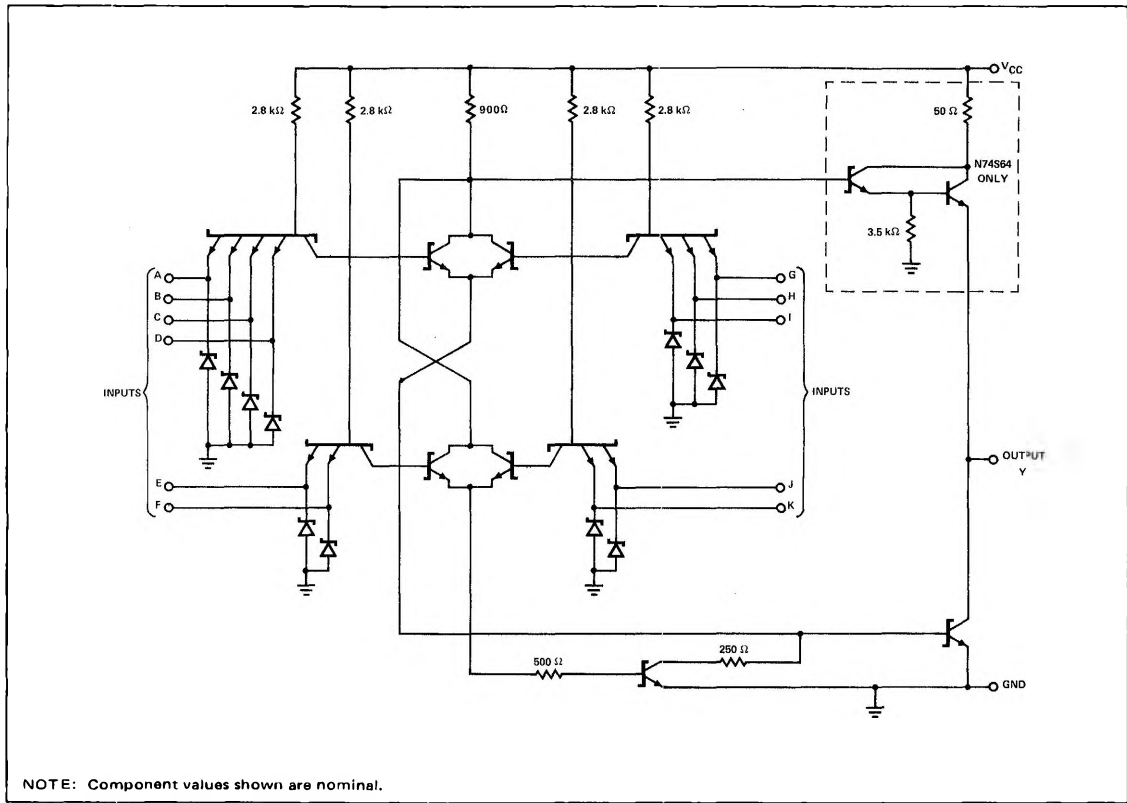 VCC
2.8 kΩ
2.8 kΩ
900Ω
2.8 kΩ
2.8 kΩ
50 Ω
N74S64
ONLY
3.5 kΩ
A
B
C
D
INPUTS
E
F
G
H
I
INPUTS
J
K
OUTPUT
Y
500 Ω
250 Ω
GND
NOTE: Component values shown are nominal.